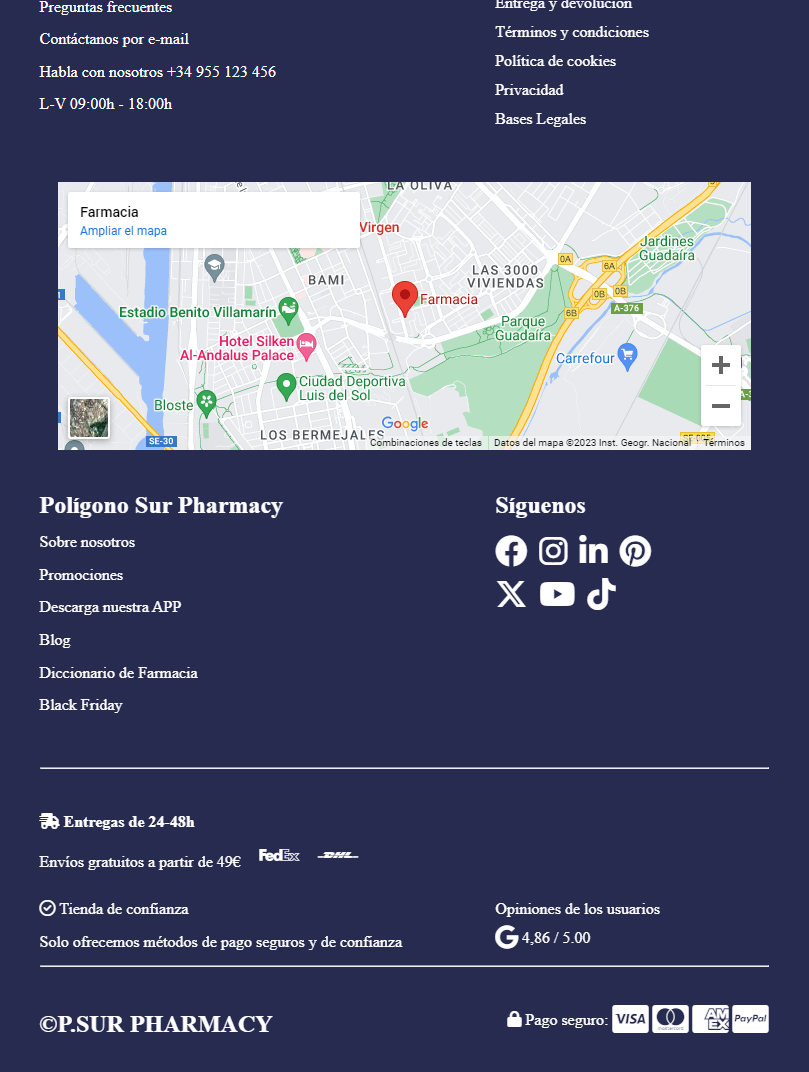 Preguntas frecuentes
Contáctanos por e-mail
Habla con nosotros +34 955 123 456
L-V 09:00h - 18:00h
Entrega y devolución
Términos y condiciones
Política de cookies
Privacidad
Bases Legales
LA OLIVA
Farmacia
Ampliar el mapa
Virgen
Jardines
Guadaíra
BAMI
LAS 3000
VIVIENDAS
0A
6A
0B
0B
6B
A-376
Farmacia
Estadio Benito Villamarín
Parque
Guadaíra
Hotel Silken
Al-Andalus Palace
Carrefour
Ciudad Deportiva
Luis del Sol
Bloste
Google
LOS BERMEJALES
SE-30
Combinaciones de teclas
Datos del mapa ©2023 Inst. Geogr. Nacional
Términos
Polígono Sur Pharmacy
Sobre nosotros
Promociones
Descarga nuestra APP
Blog
Diccionario de Farmacia
Black Friday
Síguenos
Entregas de 24-48h
Envíos gratuitos a partir de 49€ FedEx DHL
Tienda de confianza
Solo ofrecemos métodos de pago seguros y de confianza
Opiniones de los usuarios
G 4,86 / 5.00
©P.SUR PHARMACY
Pago seguro: VISA mastercard AMEX PayPal